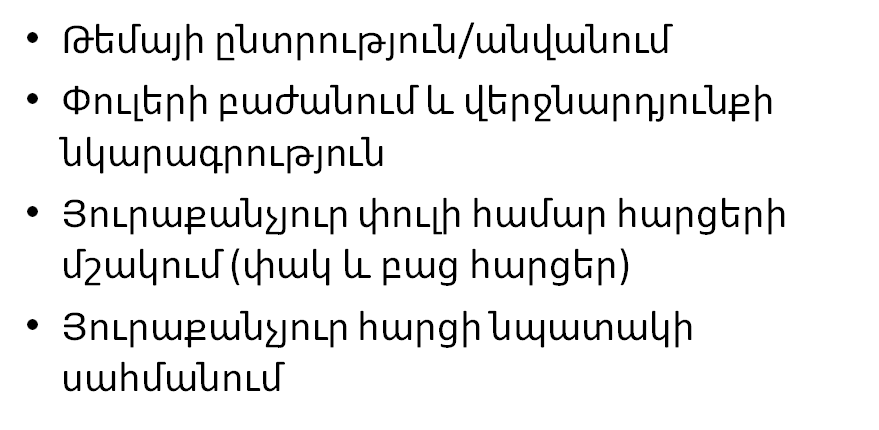 • Թեմայի ընտրություն/անվանում
• Փուլերի բաժանում և վերջնարդյունքի
նկարագրություն
• Յուրաքանչյուր փուլի համար հարցերի
մշակում (փակ և բաց հարցեր)
• Յուրաքանչյուր հարցի նպատակի
սահմանում